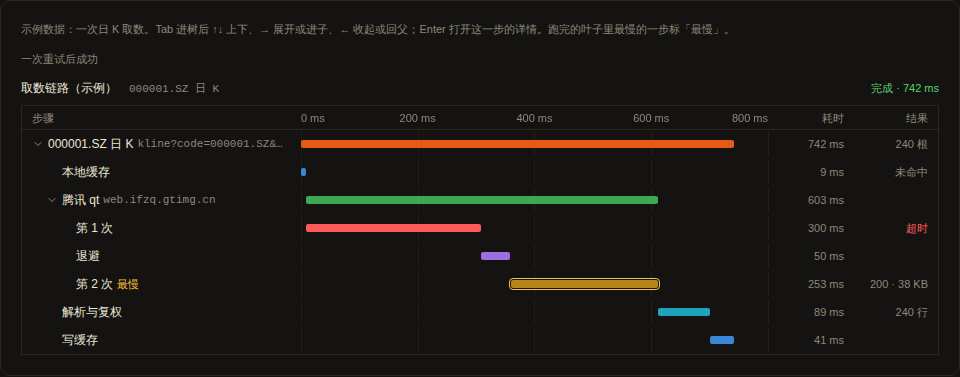 示例数据：一次日 K 取数。Tab 进树后 ↑↓ 上下、→ 展开或进子、← 收起或回父；Enter 打开这一步的详情。跑完的叶子里最慢的一步标「最慢」。
一次重试后成功
取数链路（示例） 000001.SZ 日 K 完成 · 742 ms
步骤 0 ms 200 ms 400 ms 600 ms 800 ms 耗时 结果
000001.SZ 日 K kline?code=000001.SZ&… 742 ms 240 根
本地缓存 9 ms 未命中
腾讯 qt web.ifzq.gtimg.cn 603 ms
第 1 次 300 ms 超时
退避 50 ms
第 2 次 最慢 253 ms 200 · 38 KB
解析与复权 89 ms 240 行
写缓存 41 ms